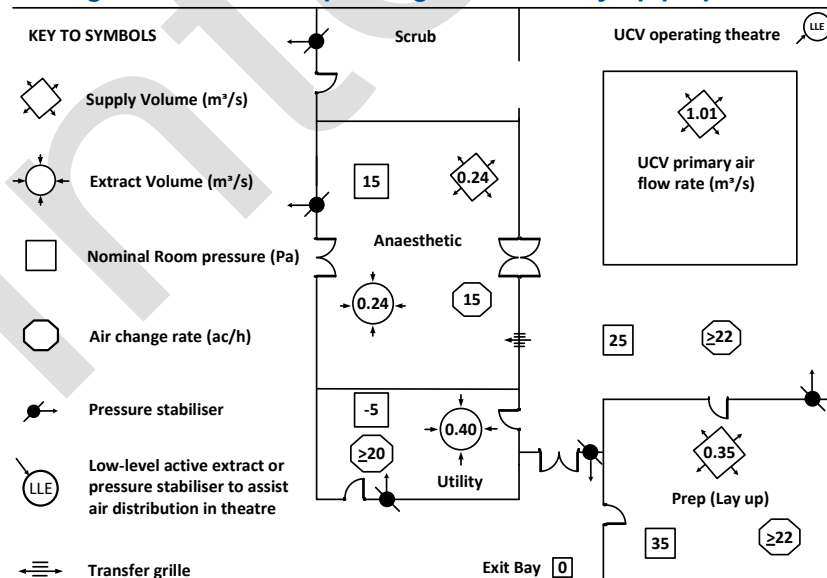 KEY TO SYMBOLS
Supply Volume (m³/s)
Extract Volume (m³/s)
Nominal Room pressure (Pa)
Air change rate (ac/h)
Pressure stabiliser
LLE
Low-level active extract or
pressure stabiliser to assist
air distribution in theatre
Transfer grille
Scrub
15
0.24
Anaesthetic
0.24
15
-5
0.40
≥20
Utility
UCV operating theatre
LLE
1.01
UCV primary air
flow rate (m³/s)
25
≥22
0.35
Prep (Lay up)
35
≥22
Exit Bay 0